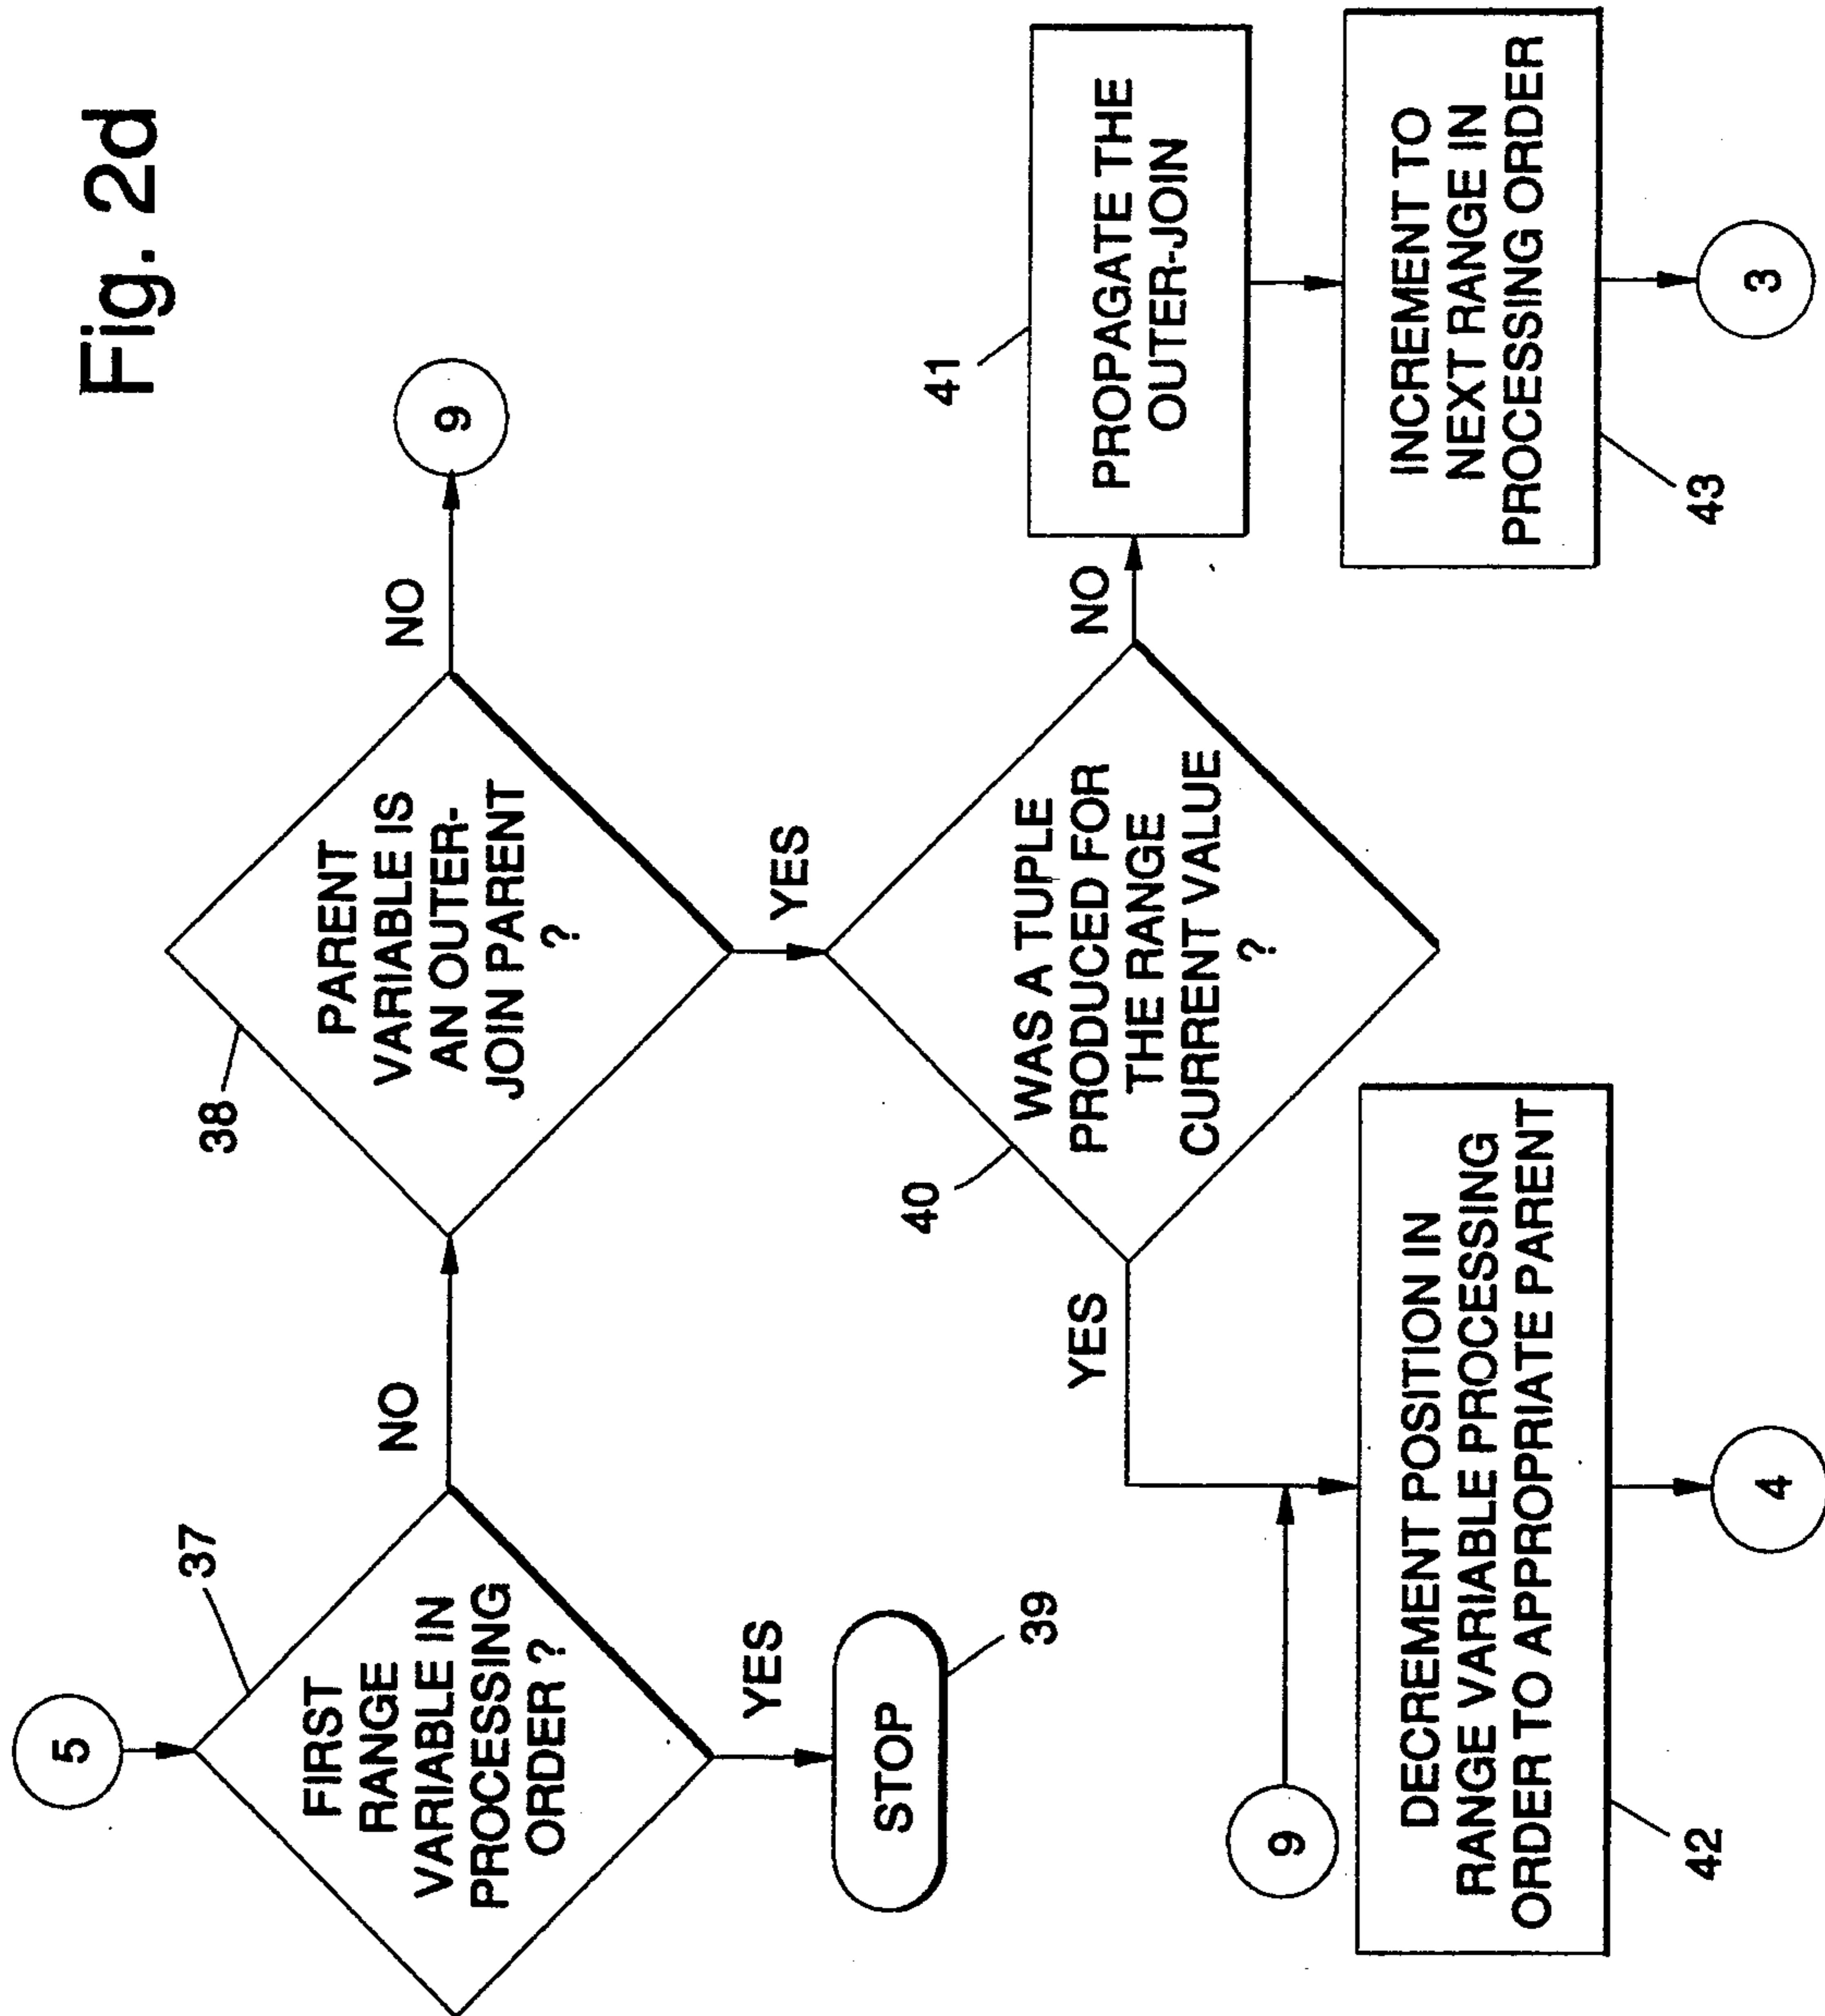 Fig. 2d
5
37
FIRST
RANGE
VARIABLE IN
PROCESSING
ORDER ?
NO
YES
STOP
39
38
PARENT
VARIABLE IS
AN OUTER-
JOIN PARENT
?
NO
9
YES
40
WAS A TUPLE
PRODUCED FOR
THE RANGE
CURRENT VALUE
?
NO
YES
41
PROPAGATE THE
OUTER-JOIN
INCREMENT TO
NEXT RANGE IN
PROCESSING ORDER
43
3
9
DECREMENT POSITION IN
RANGE VARIABLE PROCESSING
ORDER TO APPROPRIATE PARENT
42
4